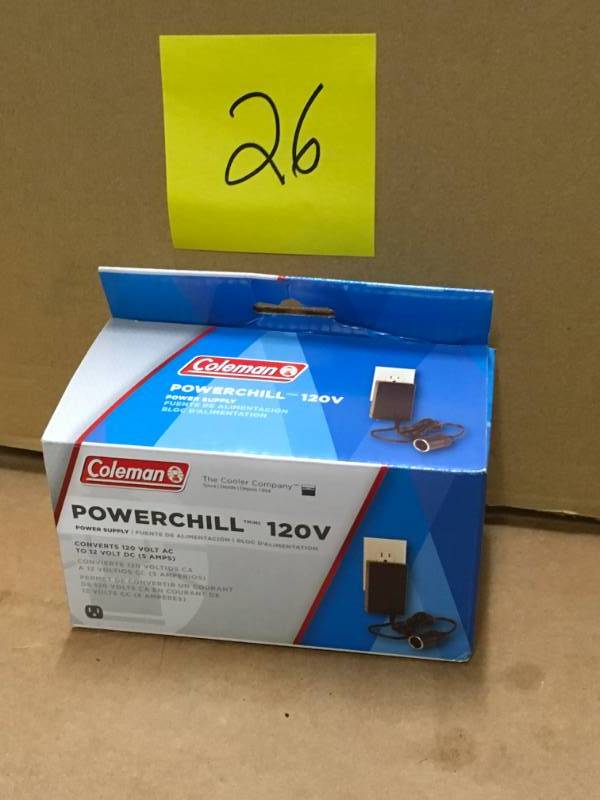 26
Coleman
POWERCHILL™ 120V
POWER SUPPLY
FUENTE DE ALIMENTACIÓN
BLOC D'ALIMENTATION
Coleman
The Cooler Company™
POWERCHILL 120V
POWER SUPPLY | FUENTE DE ALIMENTACIÓN | BLOC D'ALIMENTATION
CONVERTS 120 VOLT AC
TO 12 VOLT DC (5 AMPS)
CONVIERTE 120 VOLTIOS CA
A 12 VOLTIOS CC (5 AMPERIOS)
PERMET DE CONVERTIR UN COURANT
DE 120 VOLTS CA EN COURANT DE
12 VOLTS CC (5 AMPÈRES)